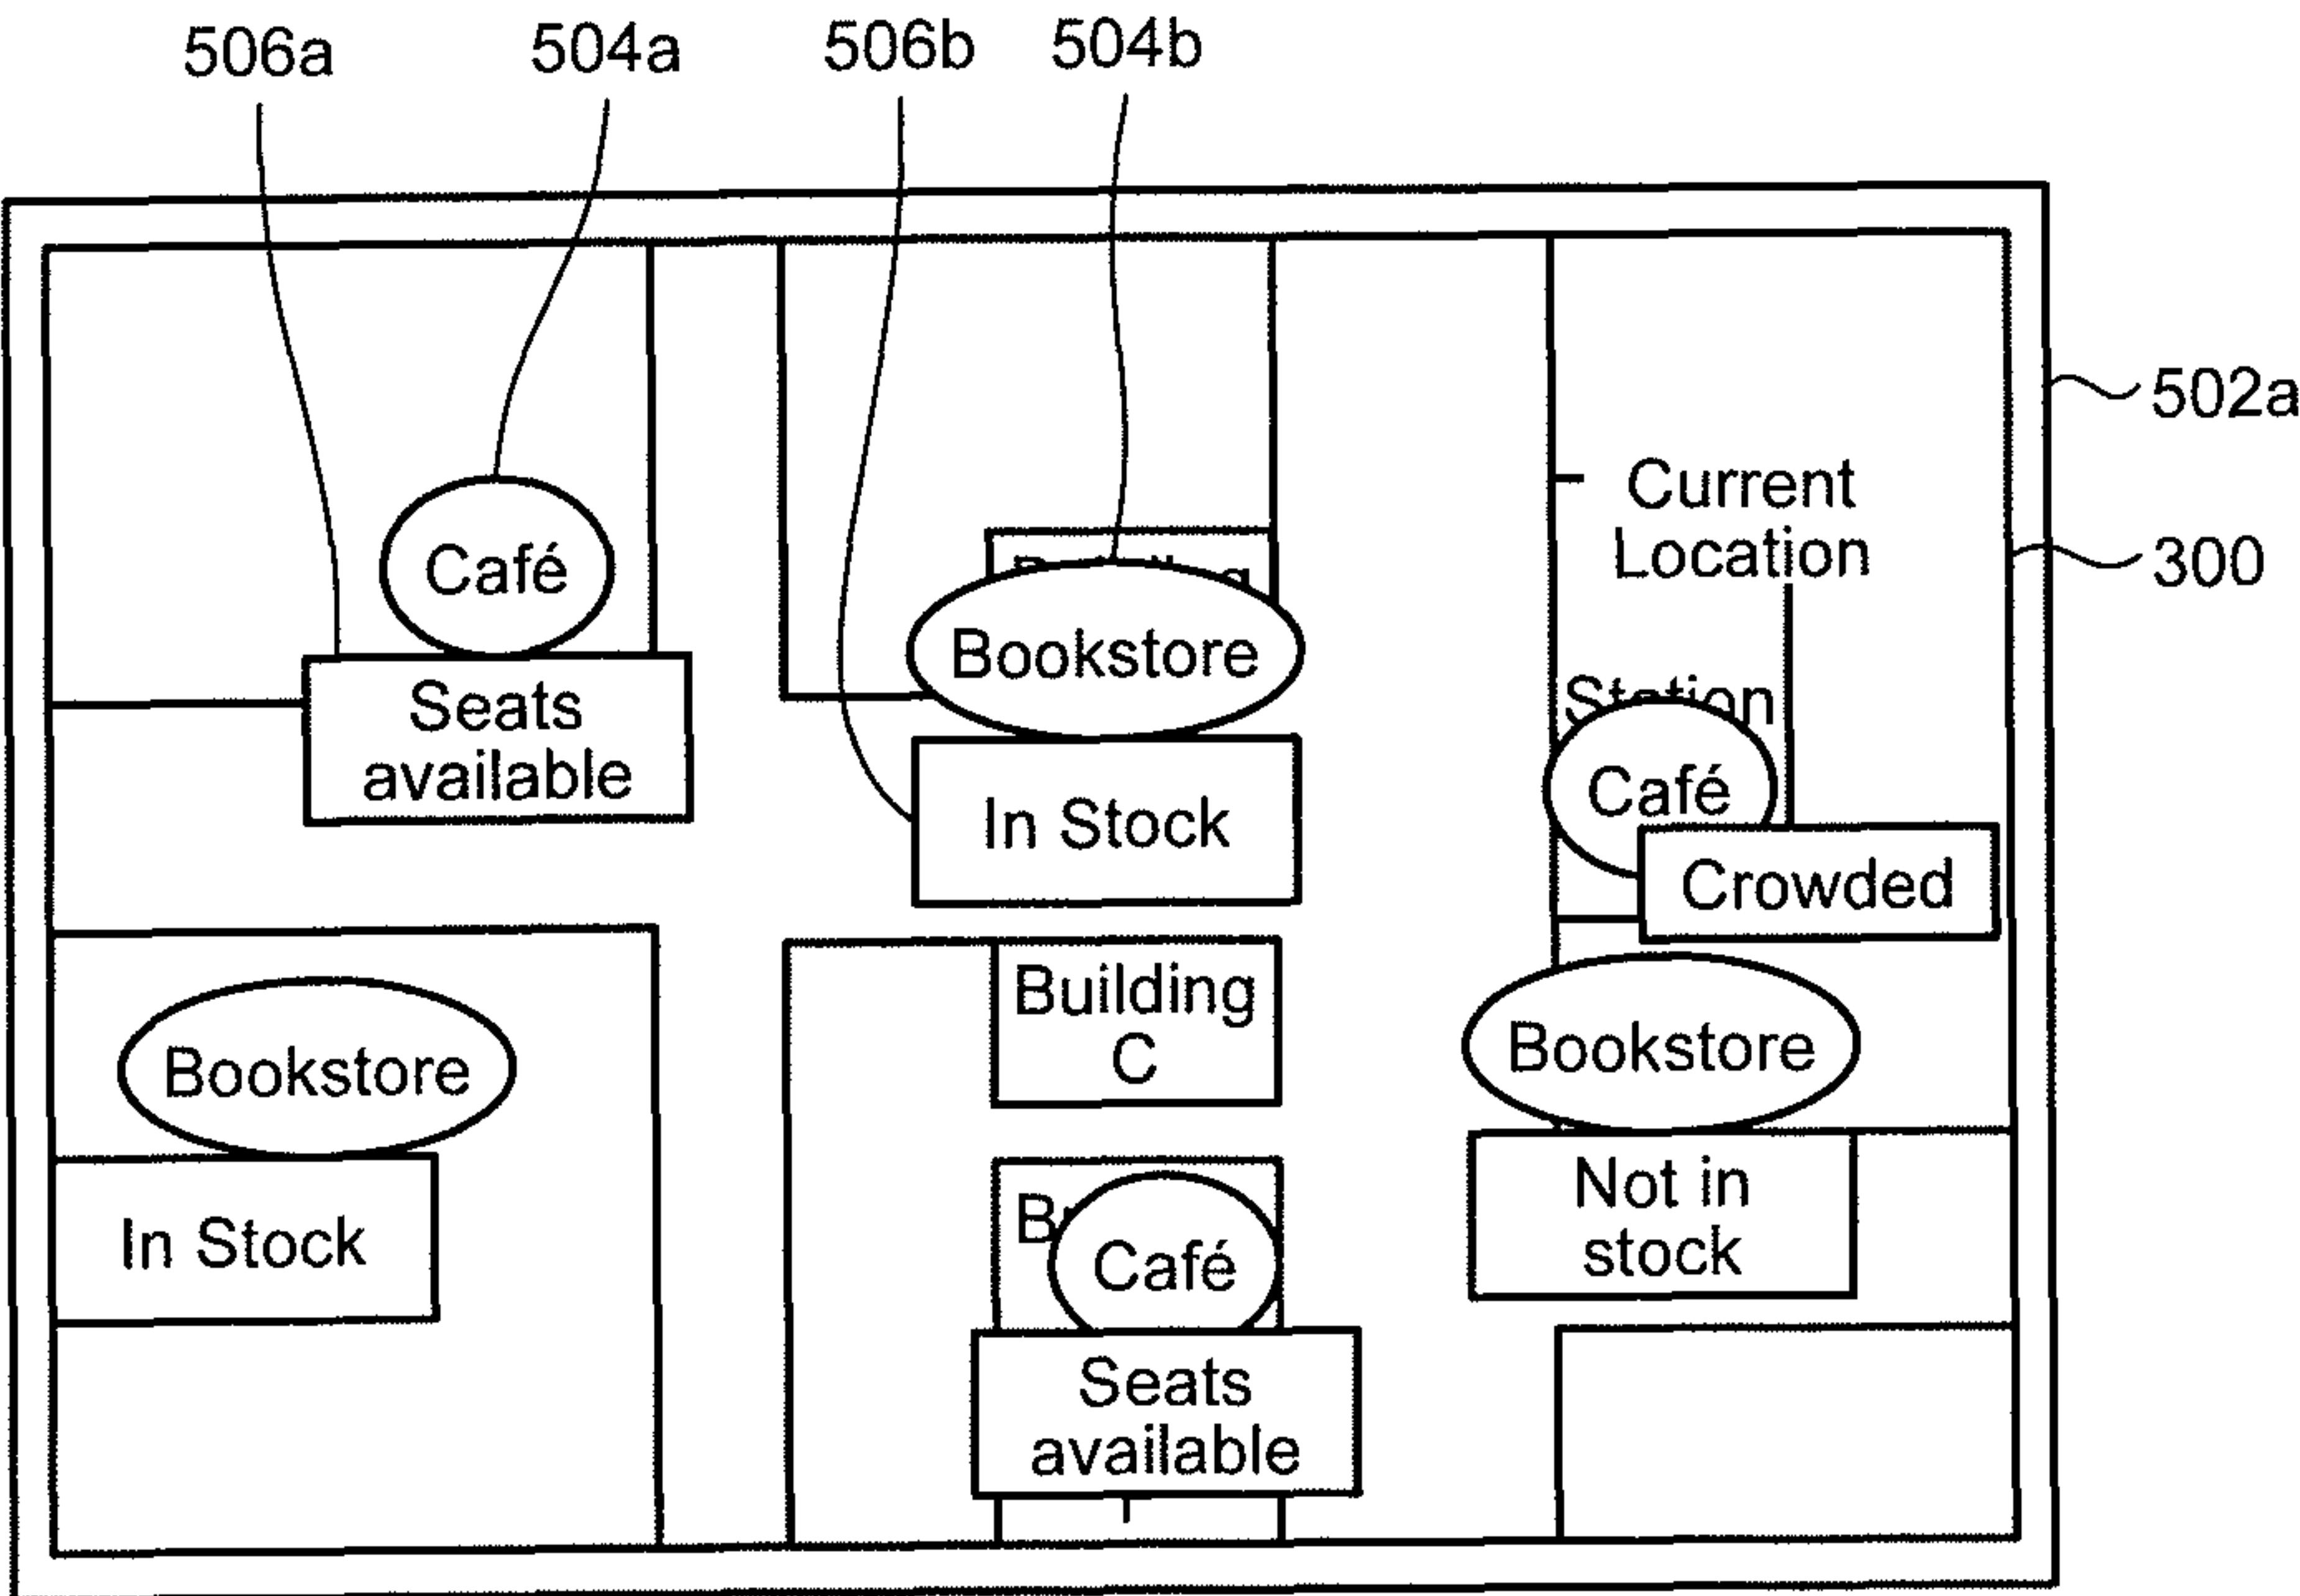 506a
504a
506b
504b
502a
300
Current
Location
Café
Seats
available
Bookstore
In Stock
Station
Café
Crowded
Building
C
Bookstore
In Stock
Bookstore
Not in
stock
Café
Seats
available